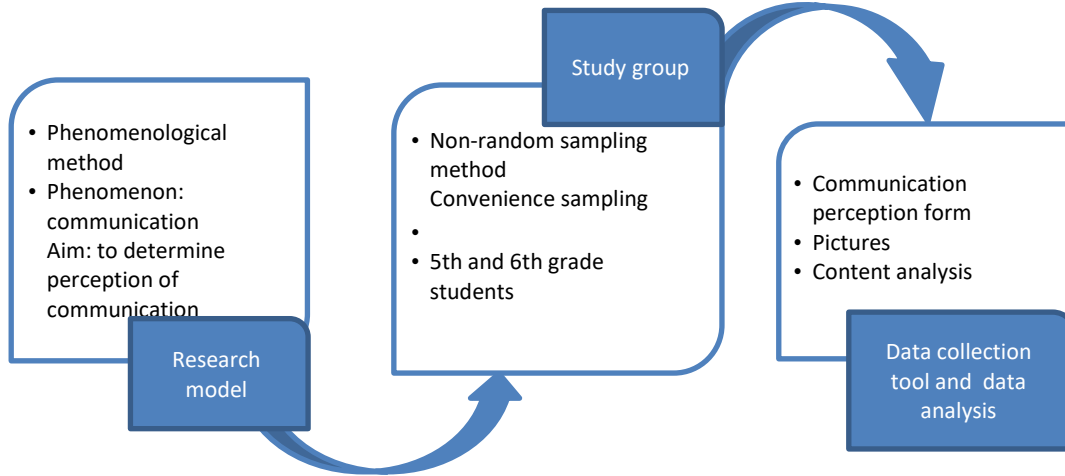 • Phenomenological
method
• Phenomenon:
communication
Aim: to determine
perception of
communication
Research
model
Study group
• Non-random sampling
method
Convenience sampling
•
• 5th and 6th grade
students
• Communication
perception form
• Pictures
• Content analysis
Data collection
tool and data
analysis